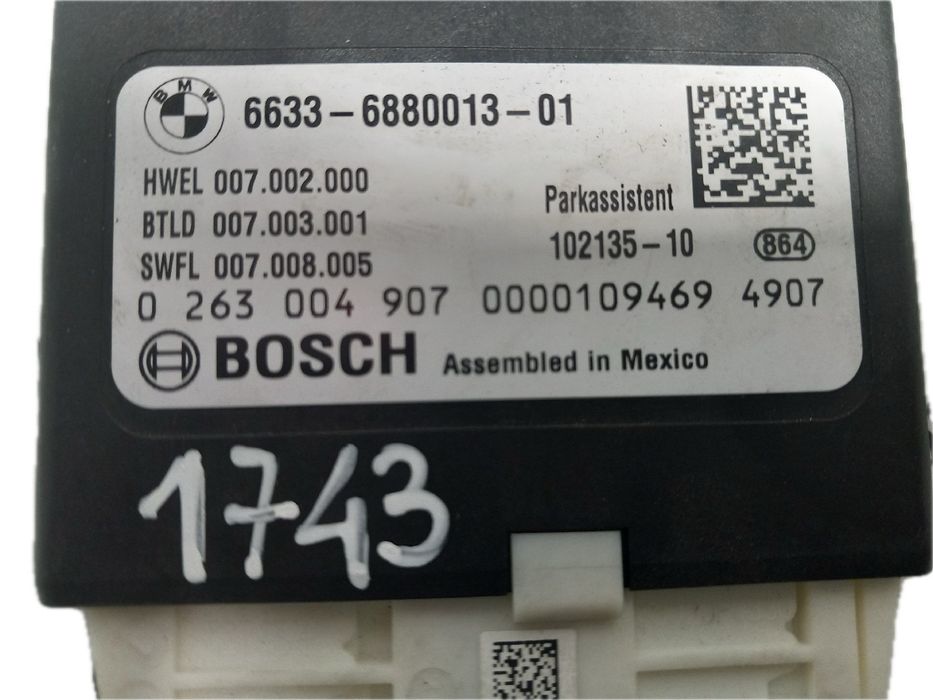 BMW 6633-6880013-01
HWEL 007.002.000
BTLD 007.003.001
SWFL 007.008.005
Parkassistent
102135-10 864
0 263 004 907 0000109469 4907
BOSCH Assembled in Mexico
1743